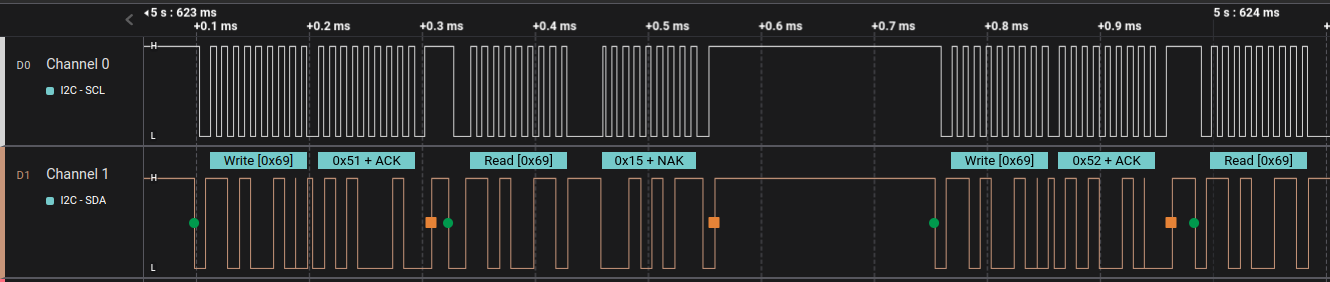 5 s : 623 ms
5 s : 624 ms
+0.1 ms +0.2 ms +0.3 ms +0.4 ms +0.5 ms +0.6 ms +0.7 ms +0.8 ms +0.9 ms
D0 Channel 0
I2C - SCL
H
L
Write [0x69] 0x51 + ACK Read [0x69] 0x15 + NAK Write [0x69] 0x52 + ACK Read [0x69]
D1 Channel 1
I2C - SDA
H
L